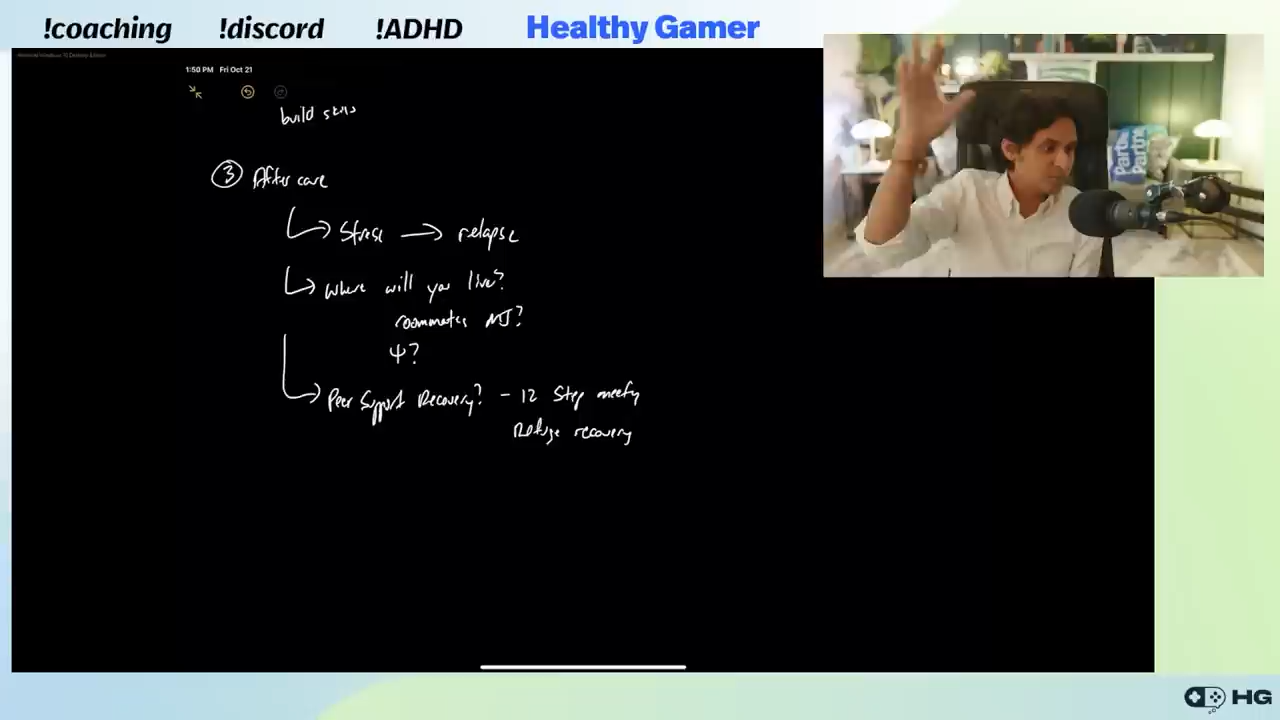 !coaching !discord !ADHD Healthy Gamer
1:50 PM Fri Oct 21
build skills
③ After care
Stress → relapse
Where will you live?
roommates MJ?
Ψ?
Peer Support Recovery? - 12 Step meeting
Refuge recovery
HG